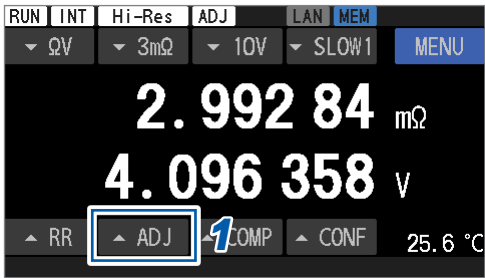 RUN INT Hi-Res ADJ LAN MEM
ΩV 3mΩ 10V SLOW1 MENU
2.992 84 mΩ
4.096 358 V
RR ADJ 1 COMP CONF 25.6 °C